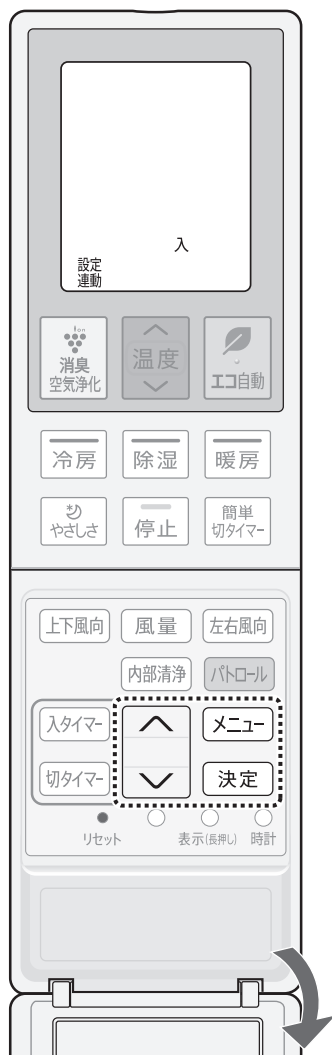 入
設定
連動
Ion
消臭
空気浄化
温度
エコ自動
冷房
除湿
暖房
やさしさ
停止
簡単
切タイマー
上下風向
風量
左右風向
内部清浄
パトロール
入タイマー
メニュー
切タイマー
決定
リセット
表示(長押し)
時計